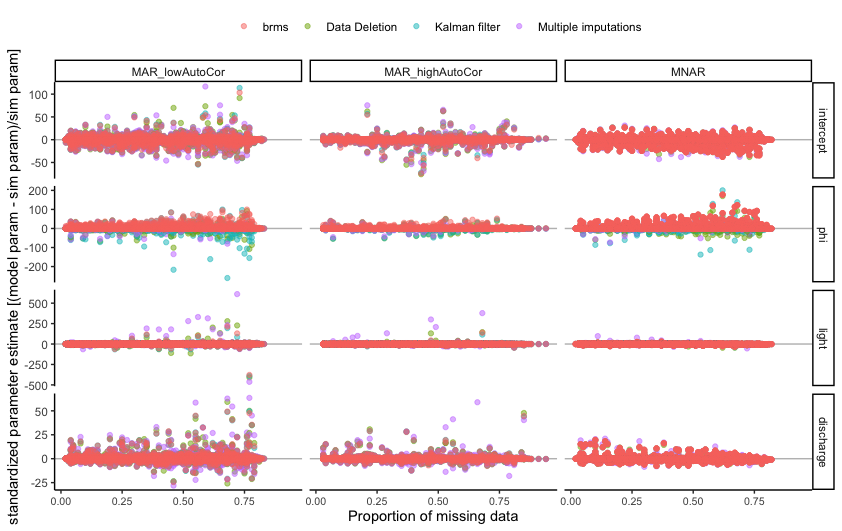 brms Data Deletion Kalman filter Multiple imputations
MAR_lowAutoCor MAR_highAutoCor MNAR
standardized parameter estimate [(model param - sim param)/sim param]
100
50
0
-50
intercept
200
100
0
-100
-200
phi
500
250
0
-250
-500
light
50
25
0
-25
discharge
0.00 0.25 0.50 0.75 0.00 0.25 0.50 0.75 0.00 0.25 0.50 0.75
Proportion of missing data